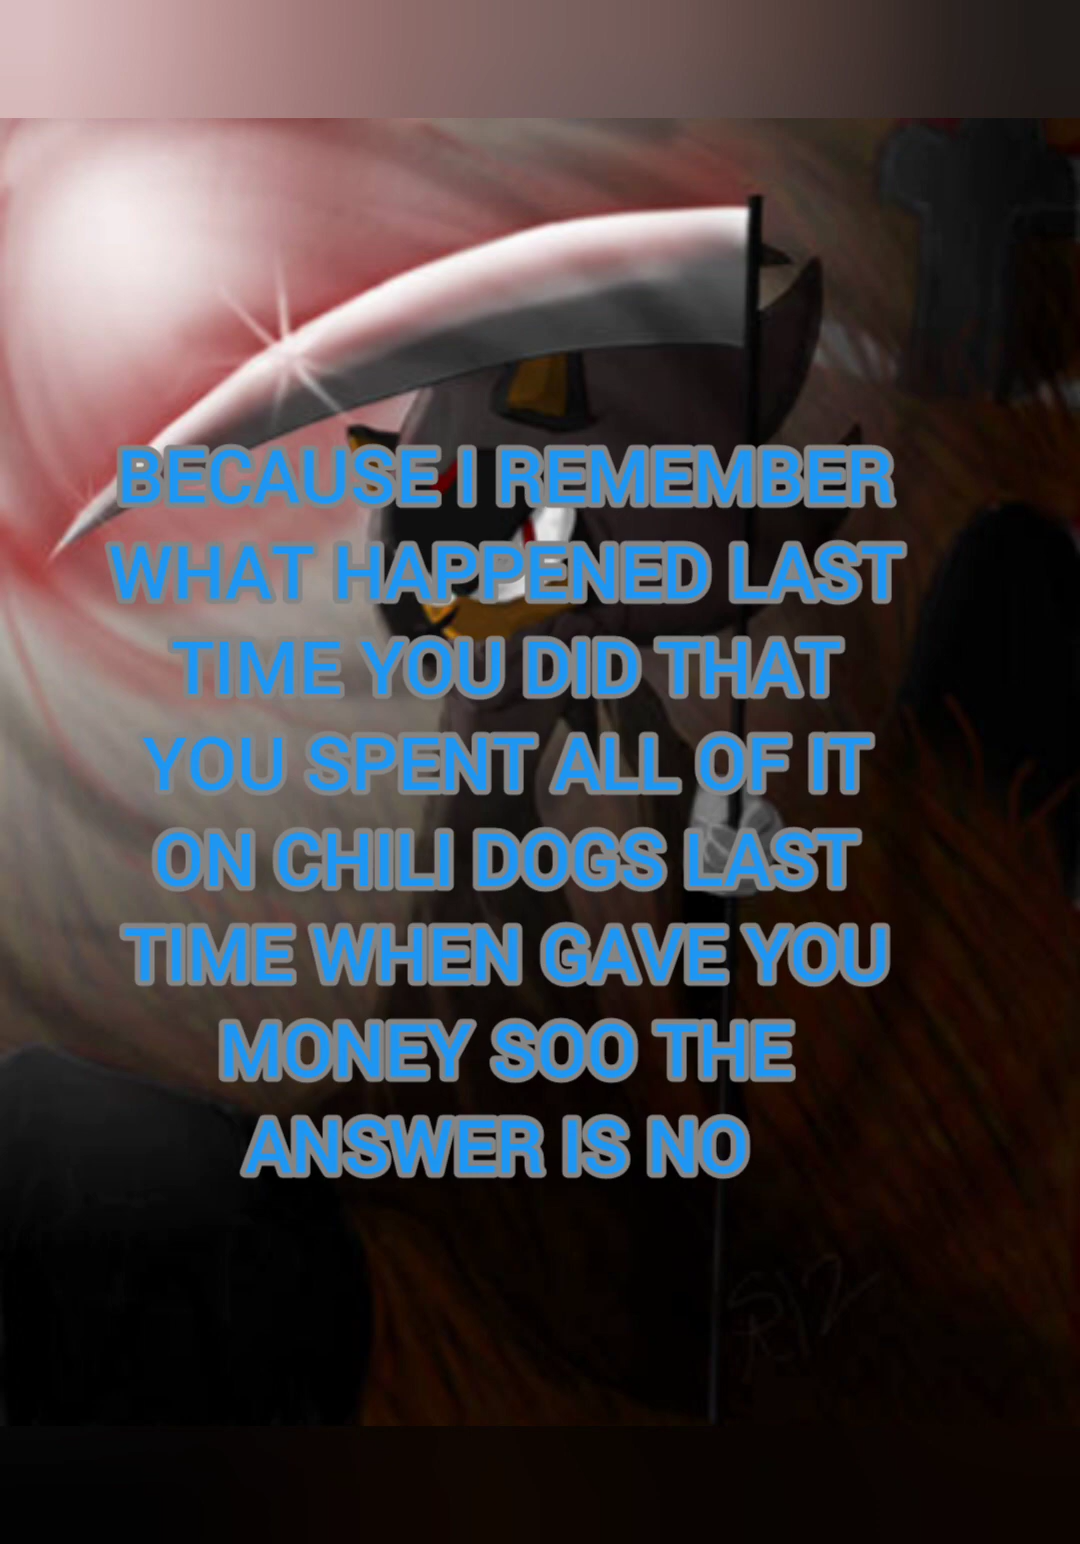 BECAUSE I REMEMBER
WHAT HAPPENED LAST
TIME YOU DID THAT
YOU SPENT ALL OF IT
ON CHILI DOGS LAST
TIME WHEN GAVE YOU
MONEY SOO THE
ANSWER IS NO